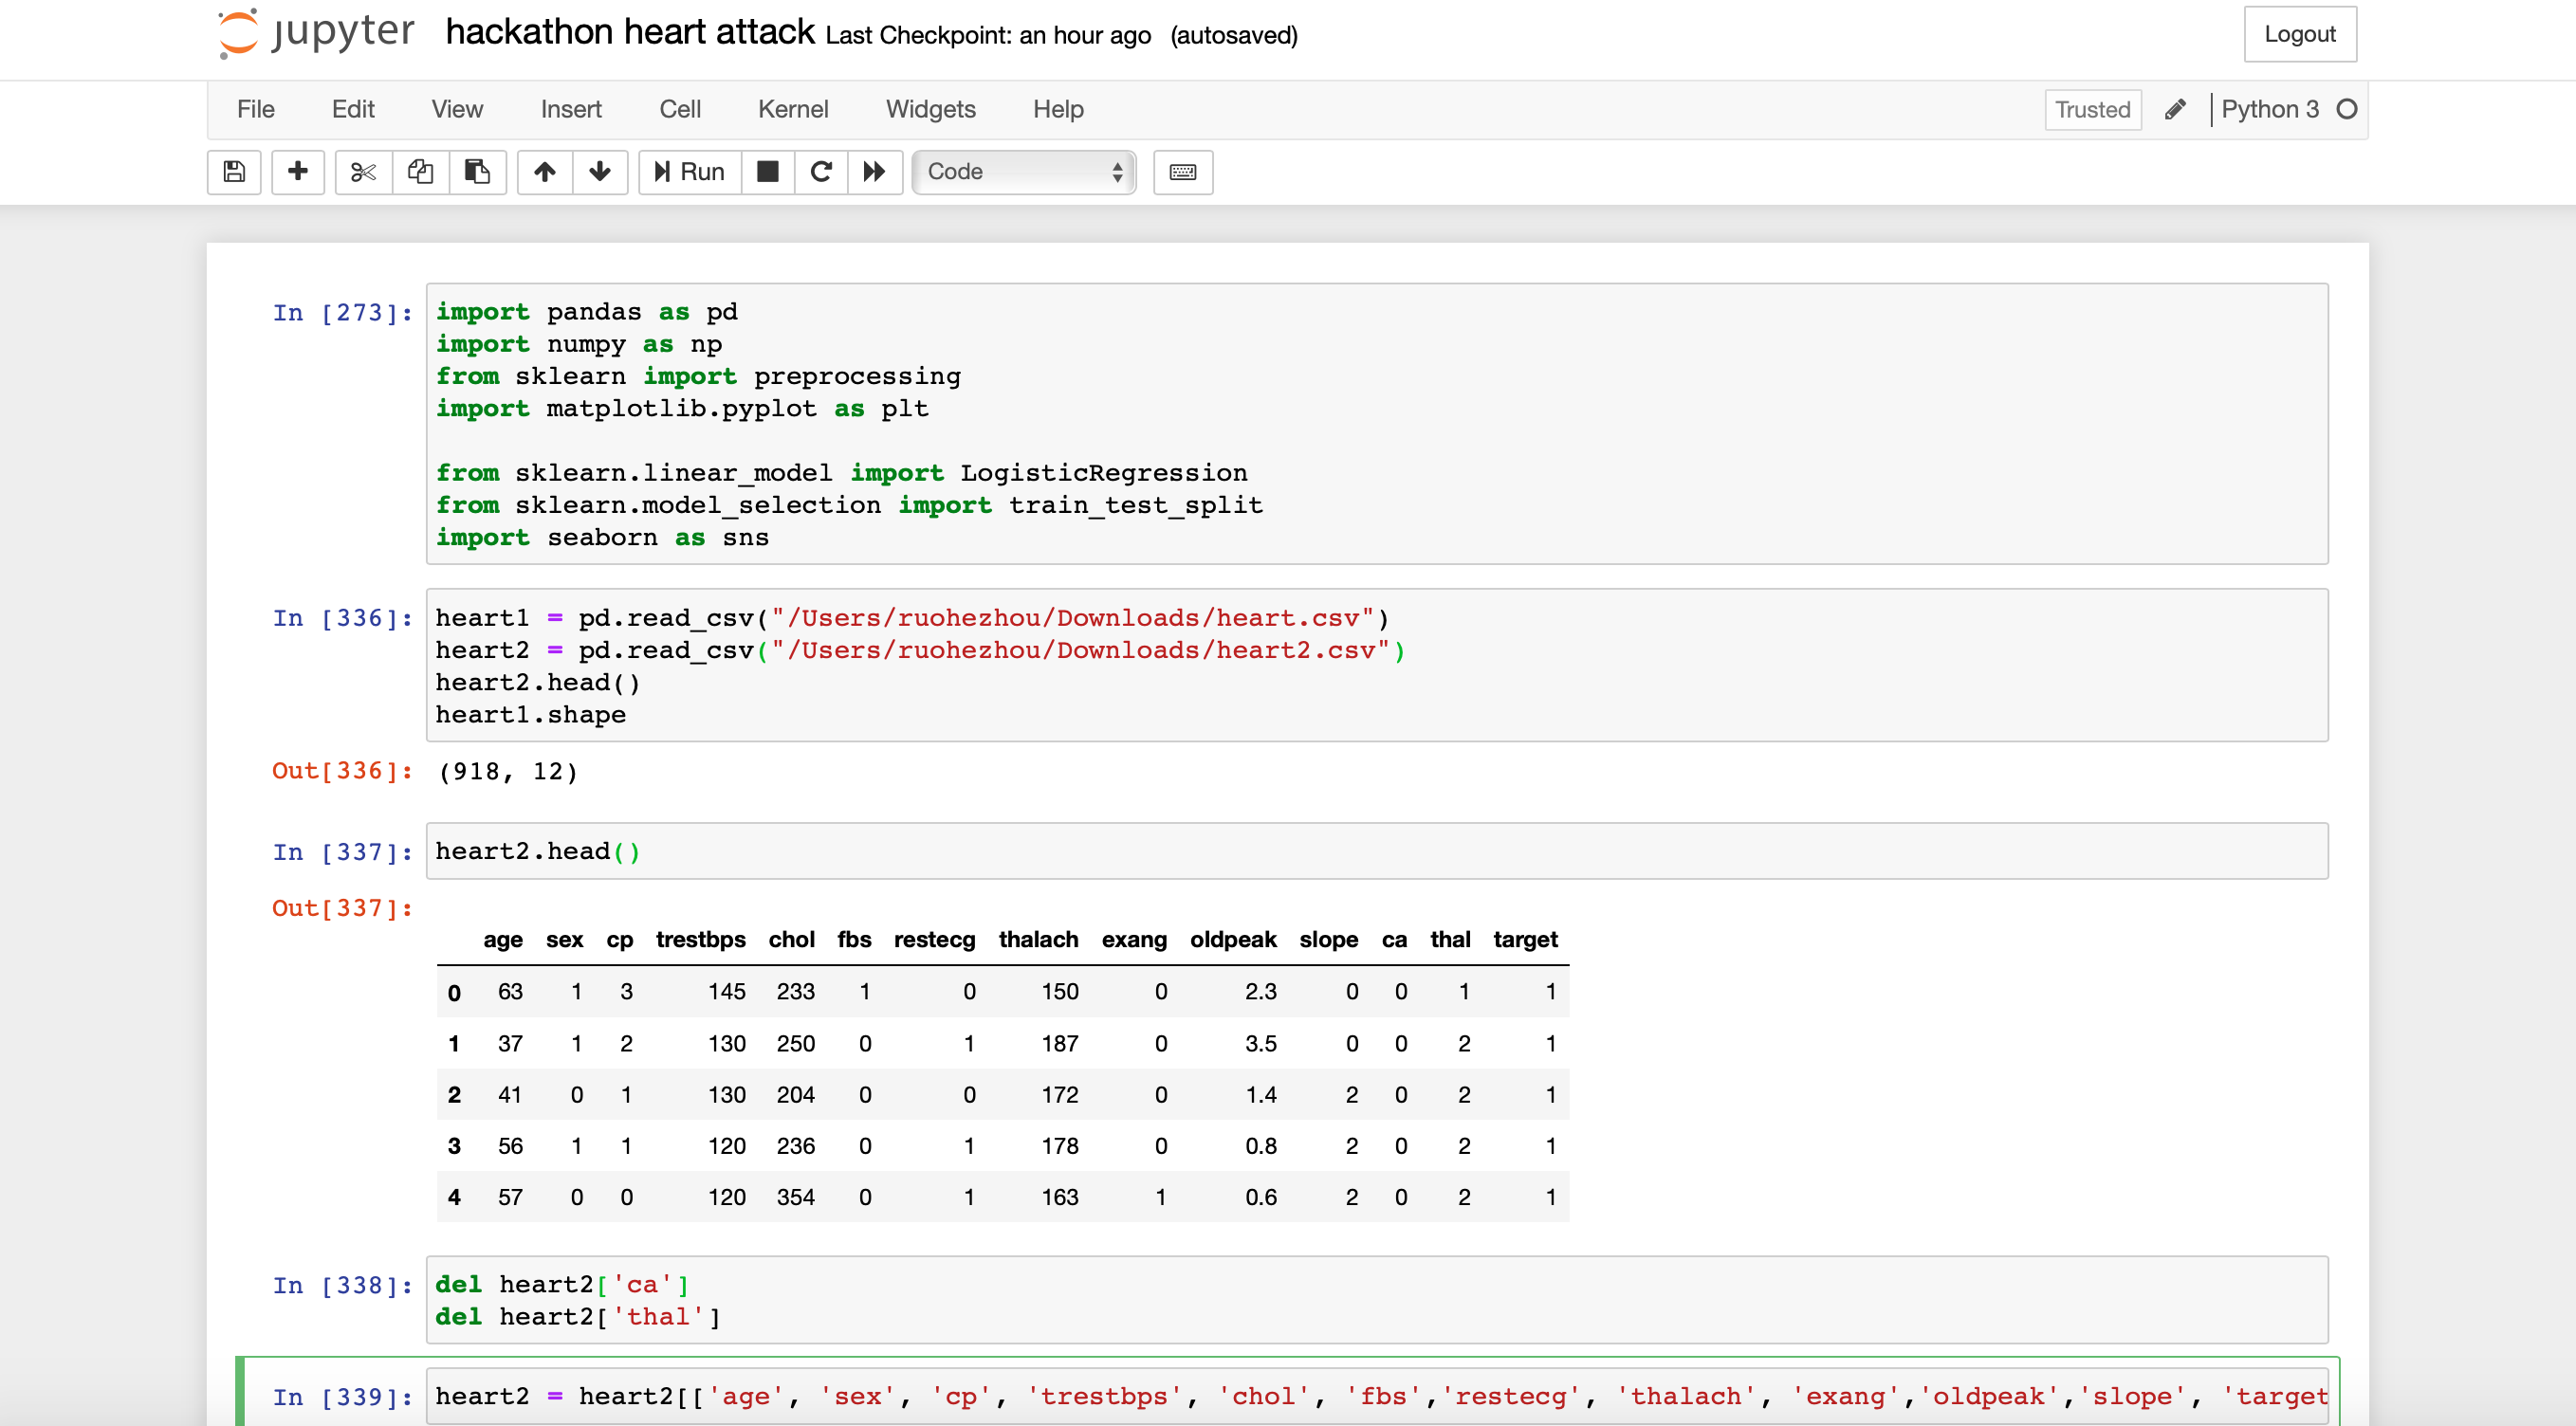 jupyter hackathon heart attack Last Checkpoint: an hour ago (autosaved) Logout
File Edit View Insert Cell Kernel Widgets Help Trusted Python 3
Run Code
In [273]: import pandas as pd
import numpy as np
from sklearn import preprocessing
import matplotlib.pyplot as plt
from sklearn.linear_model import LogisticRegression
from sklearn.model_selection import train_test_split
import seaborn as sns
In [336]: heart1 = pd.read_csv("/Users/ruohezhou/Downloads/heart.csv")
heart2 = pd.read_csv("/Users/ruohezhou/Downloads/heart2.csv")
heart2.head()
heart1.shape
Out[336]: (918, 12)
In [337]: heart2.head()
Out[337]:
age sex cp trestbps chol fbs restecg thalach exang oldpeak slope ca thal target
0 63 1 3 145 233 1 0 150 0 2.3 0 0 1 1
1 37 1 2 130 250 0 1 187 0 3.5 0 0 2 1
2 41 0 1 130 204 0 0 172 0 1.4 2 0 2 1
3 56 1 1 120 236 0 1 178 0 0.8 2 0 2 1
4 57 0 0 120 354 0 1 163 1 0.6 2 0 2 1
In [338]: del heart2['ca']
del heart2['thal']
In [339]: heart2 = heart2[['age', 'sex', 'cp', 'trestbps', 'chol', 'fbs','restecg', 'thalach', 'exang','oldpeak','slope', 'target